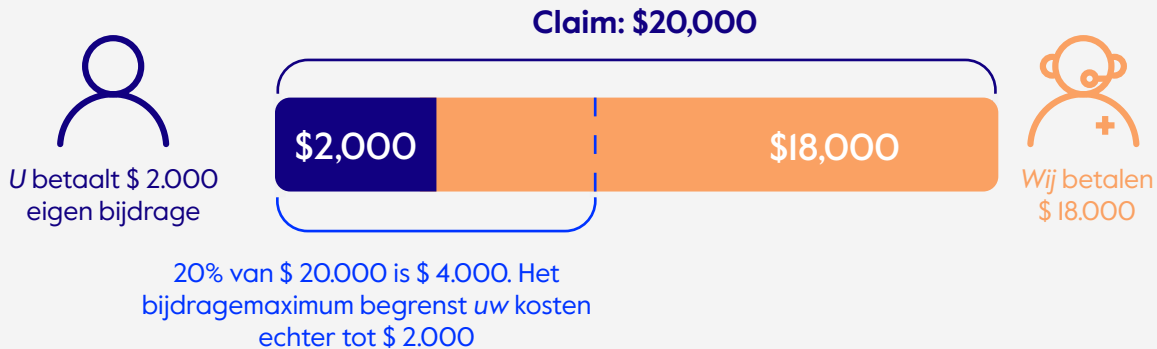 Claim: $20,000
$2,000
$18,000
U betaalt $ 2.000
eigen bijdrage
Wij betalen
$ 18.000
20% van $ 20.000 is $ 4.000. Het
bijdragemaximum begrenst uw kosten
echter tot $ 2.000